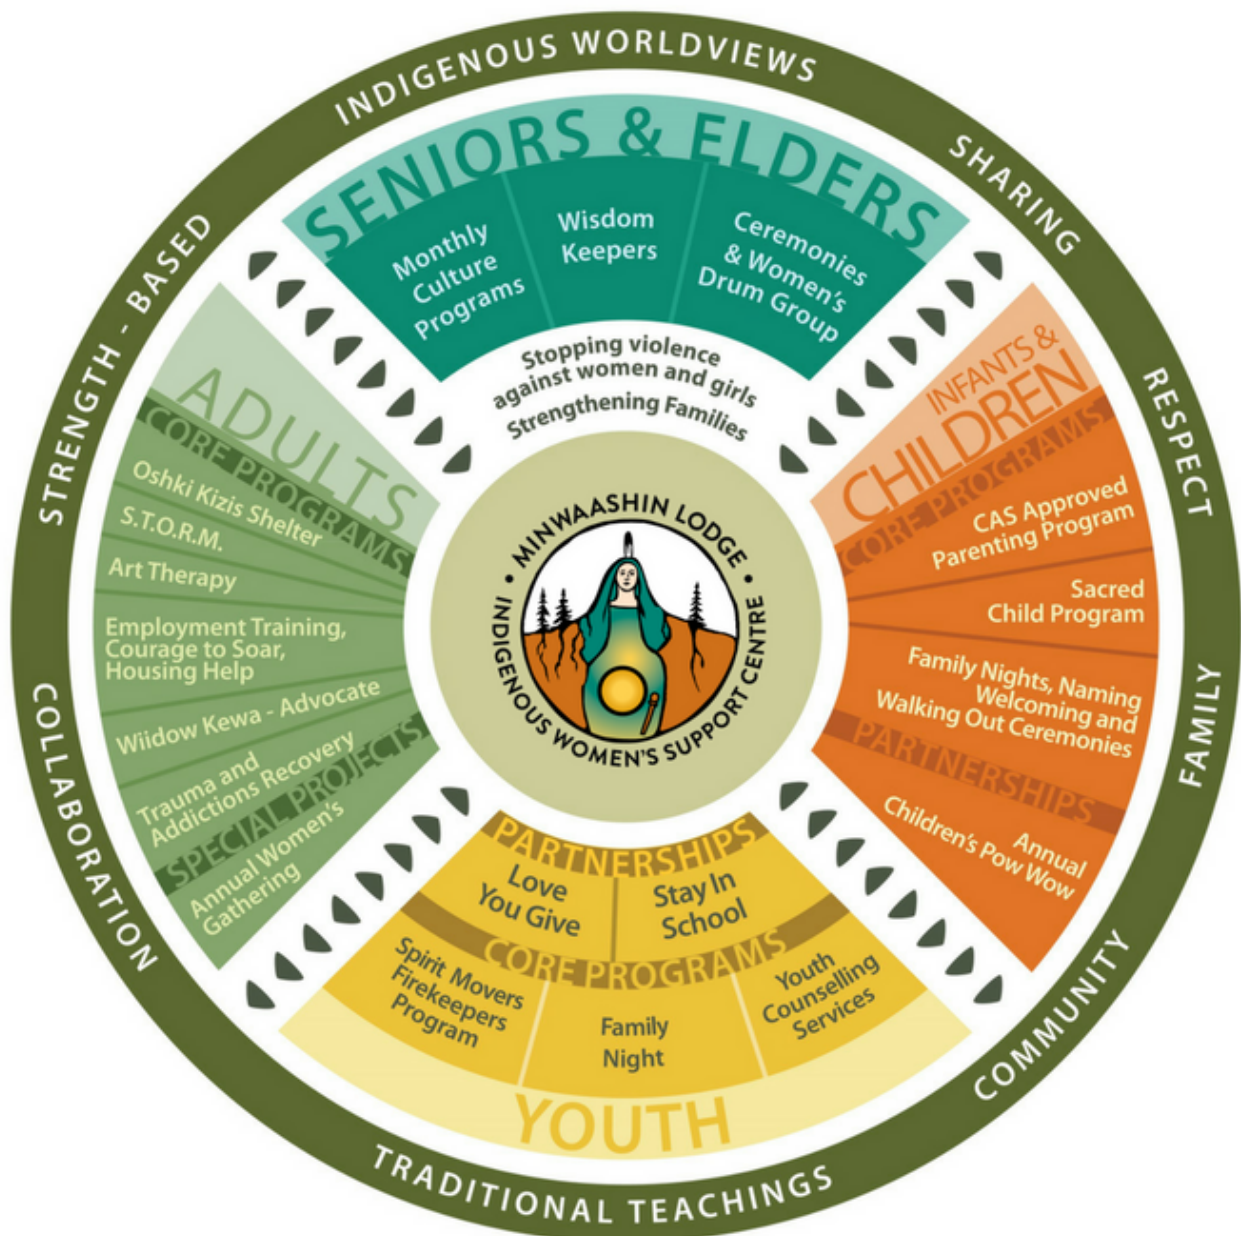 INDIGENOUS WORLDVIEWS
SHARING
RESPECT
FAMILY
COMMUNITY
TRADITIONAL TEACHINGS
COLLABORATION
STRENGTH - BASED
SENIORS & ELDERS
Monthly
Culture
Programs
Wisdom
Keepers
Ceremonies
& Women's
Drum Group
Stopping violence
against women and girls
Strengthening Families
INFANTS &
CHILDREN
CORE PROGRAMS
CAS Approved
Parenting Program
Sacred
Child Program
Family Nights, Naming
Welcoming and
Walking Out Ceremonies
PARTNERSHIPS
Annual
Children's Pow Wow
PARTNERSHIPS
Love
You Give
Stay In
School
CORE PROGRAMS
Spirit Movers
Firekeepers
Program
Family
Night
Youth
Counselling
Services
YOUTH
ADULTS
CORE PROGRAMS
Oshki Kizis Shelter
S.T.O.R.M.
Art Therapy
Employment Training,
Courage to Soar,
Housing Help
Wiidow Kewa - Advocate
Trauma and
Addictions Recovery
SPECIAL PROJECTS
Annual Women's
Gathering
• MINWAASHIN LODGE •
INDIGENOUS WOMEN'S SUPPORT CENTRE